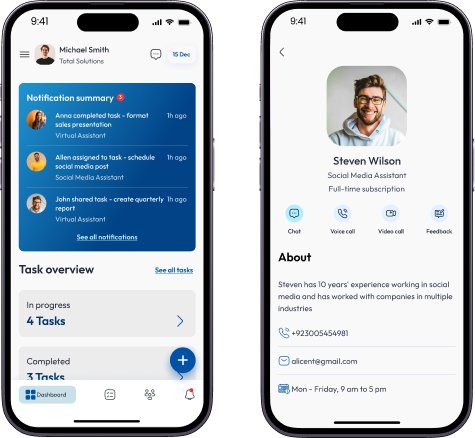 9:41
Michael Smith
Total Solutions
15 Dec
Notification summary 3
Anna completed task - format
sales presentation
1h ago
Virtual Assistant
Allen assigned to task - schedule
social media post
1h ago
Social Media Assistant
John shared task - create quarterly
report
1h ago
Virtual Assistant
See all notifications
Task overview
See all tasks
In progress
4 Tasks
Completed
3 Tasks
Dashboard
9:41
Steven Wilson
Social Media Assistant
Full-time subscription
Chat
Voice call
Video call
Feedback
About
Steven has 10 years' experience working in social
media and has worked with companies in multiple
industries
+923005454981
alicent@gmail.com
Mon - Friday, 9 am to 5 pm